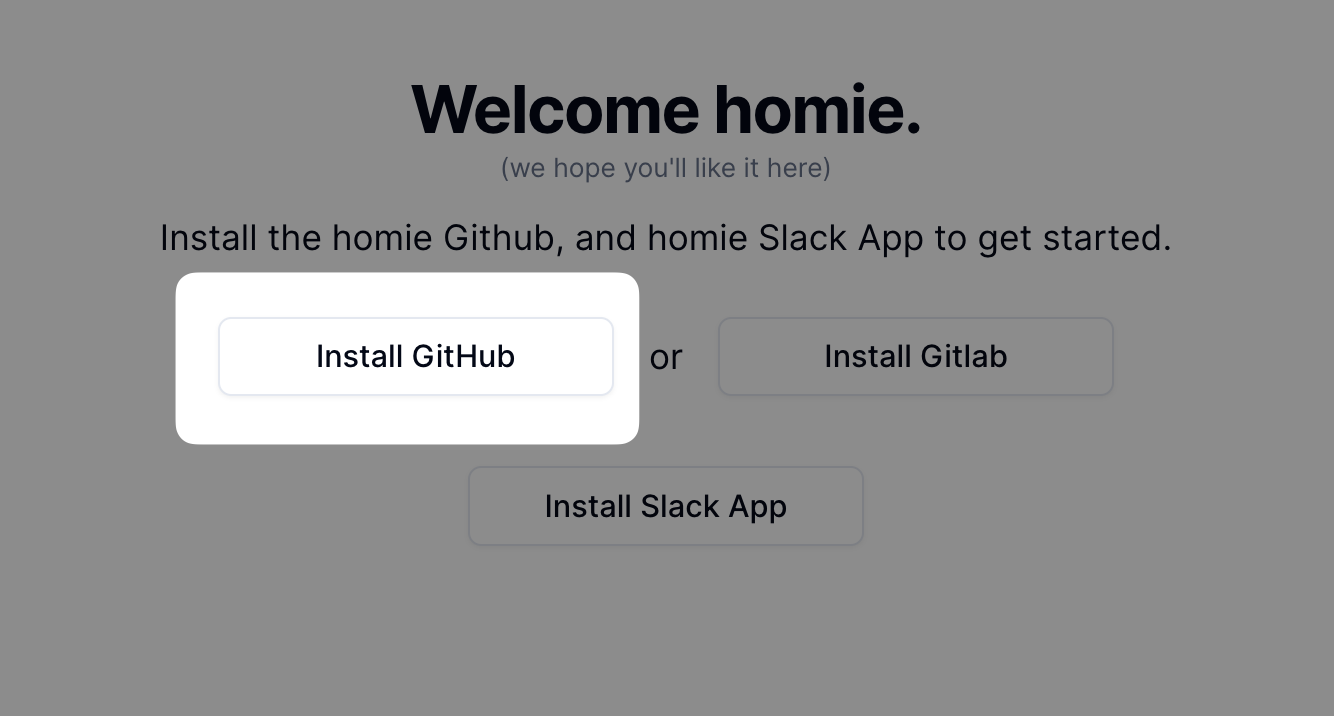 Welcome homie.
(we hope you'll like it here)
Install the homie Github, and homie Slack App to get started.
Install GitHub or Install Gitlab
Install Slack App